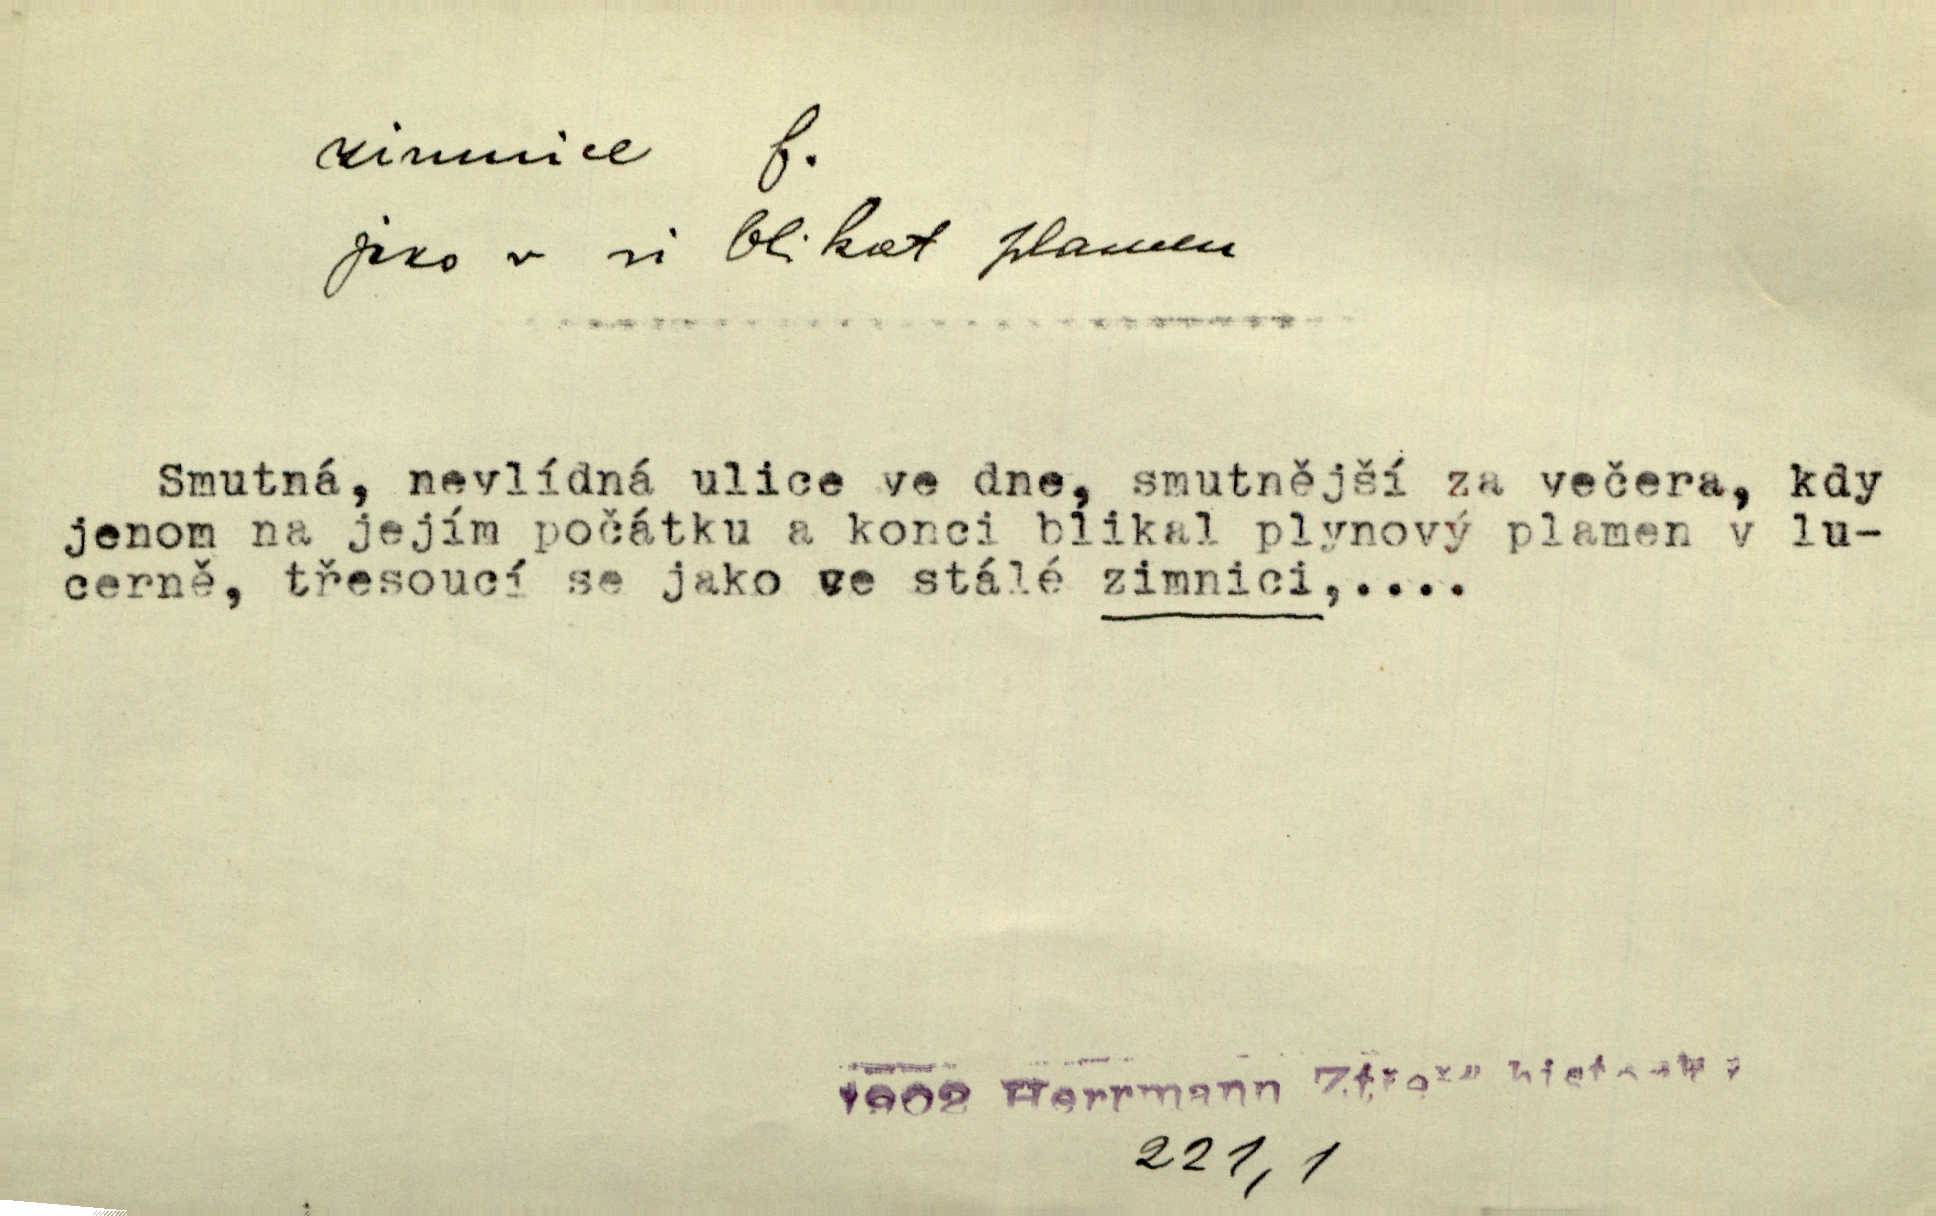 zimnice f.
jako v ní blikat plamen
Smutná, nevlídná ulice ve dne, smutnější za večera, kdy
jenom na jejím počátku a konci blikal plynový plamen v lu-
cerně, třesoucí se jako ve stálé zimnici,....
1902 Herrmann
221,1